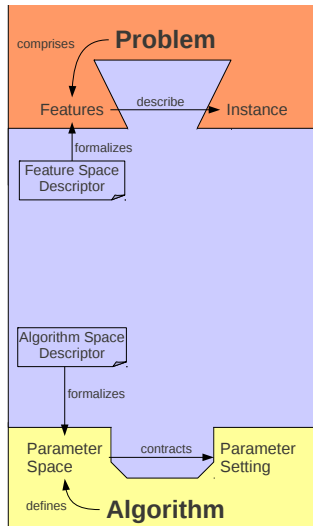 comprises
Problem
Features
describe
Instance
formalizes
Feature Space
Descriptor
Algorithm Space
Descriptor
formalizes
Parameter
Space
contracts
Parameter
Setting
defines
Algorithm